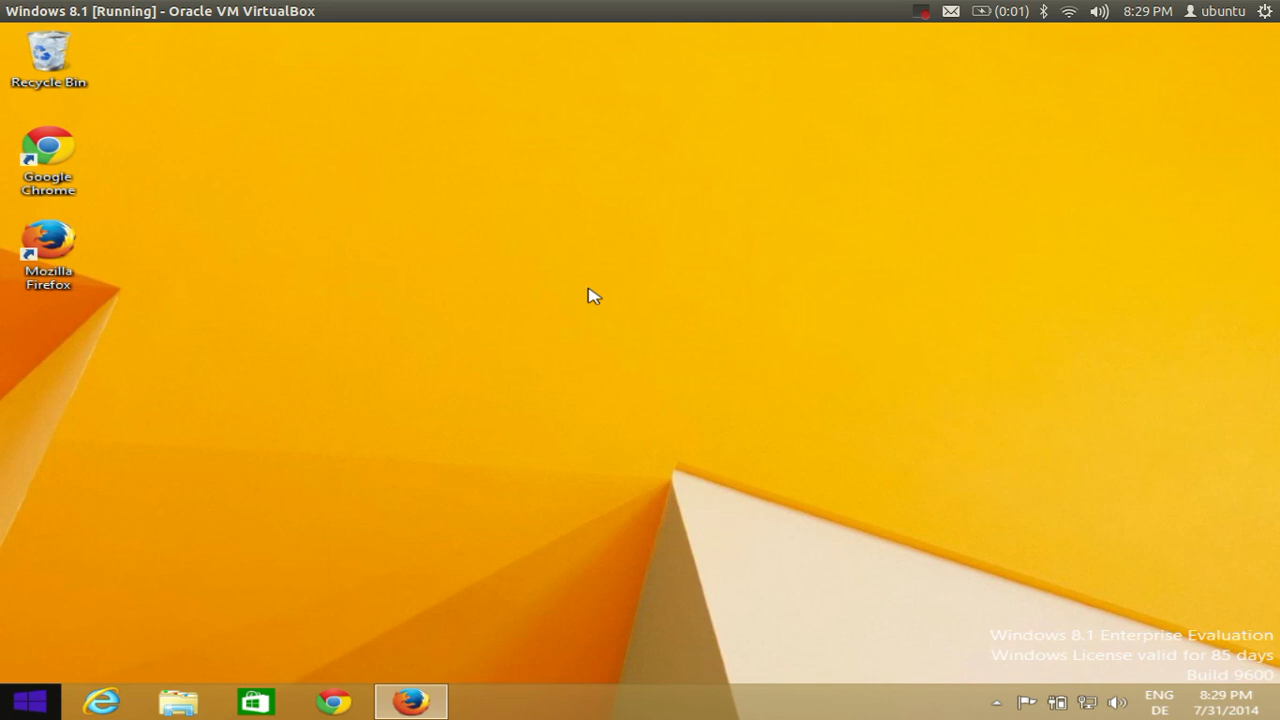 Windows 8.1 [Running] - Oracle VM VirtualBox
(0:01)
8:29 PM
ubuntu
Recycle Bin
Google
Chrome
Mozilla
Firefox
Windows 8.1 Enterprise Evaluation
Windows License valid for 85 days
Build 9600
ENG
DE
8:29 PM
7/31/2014